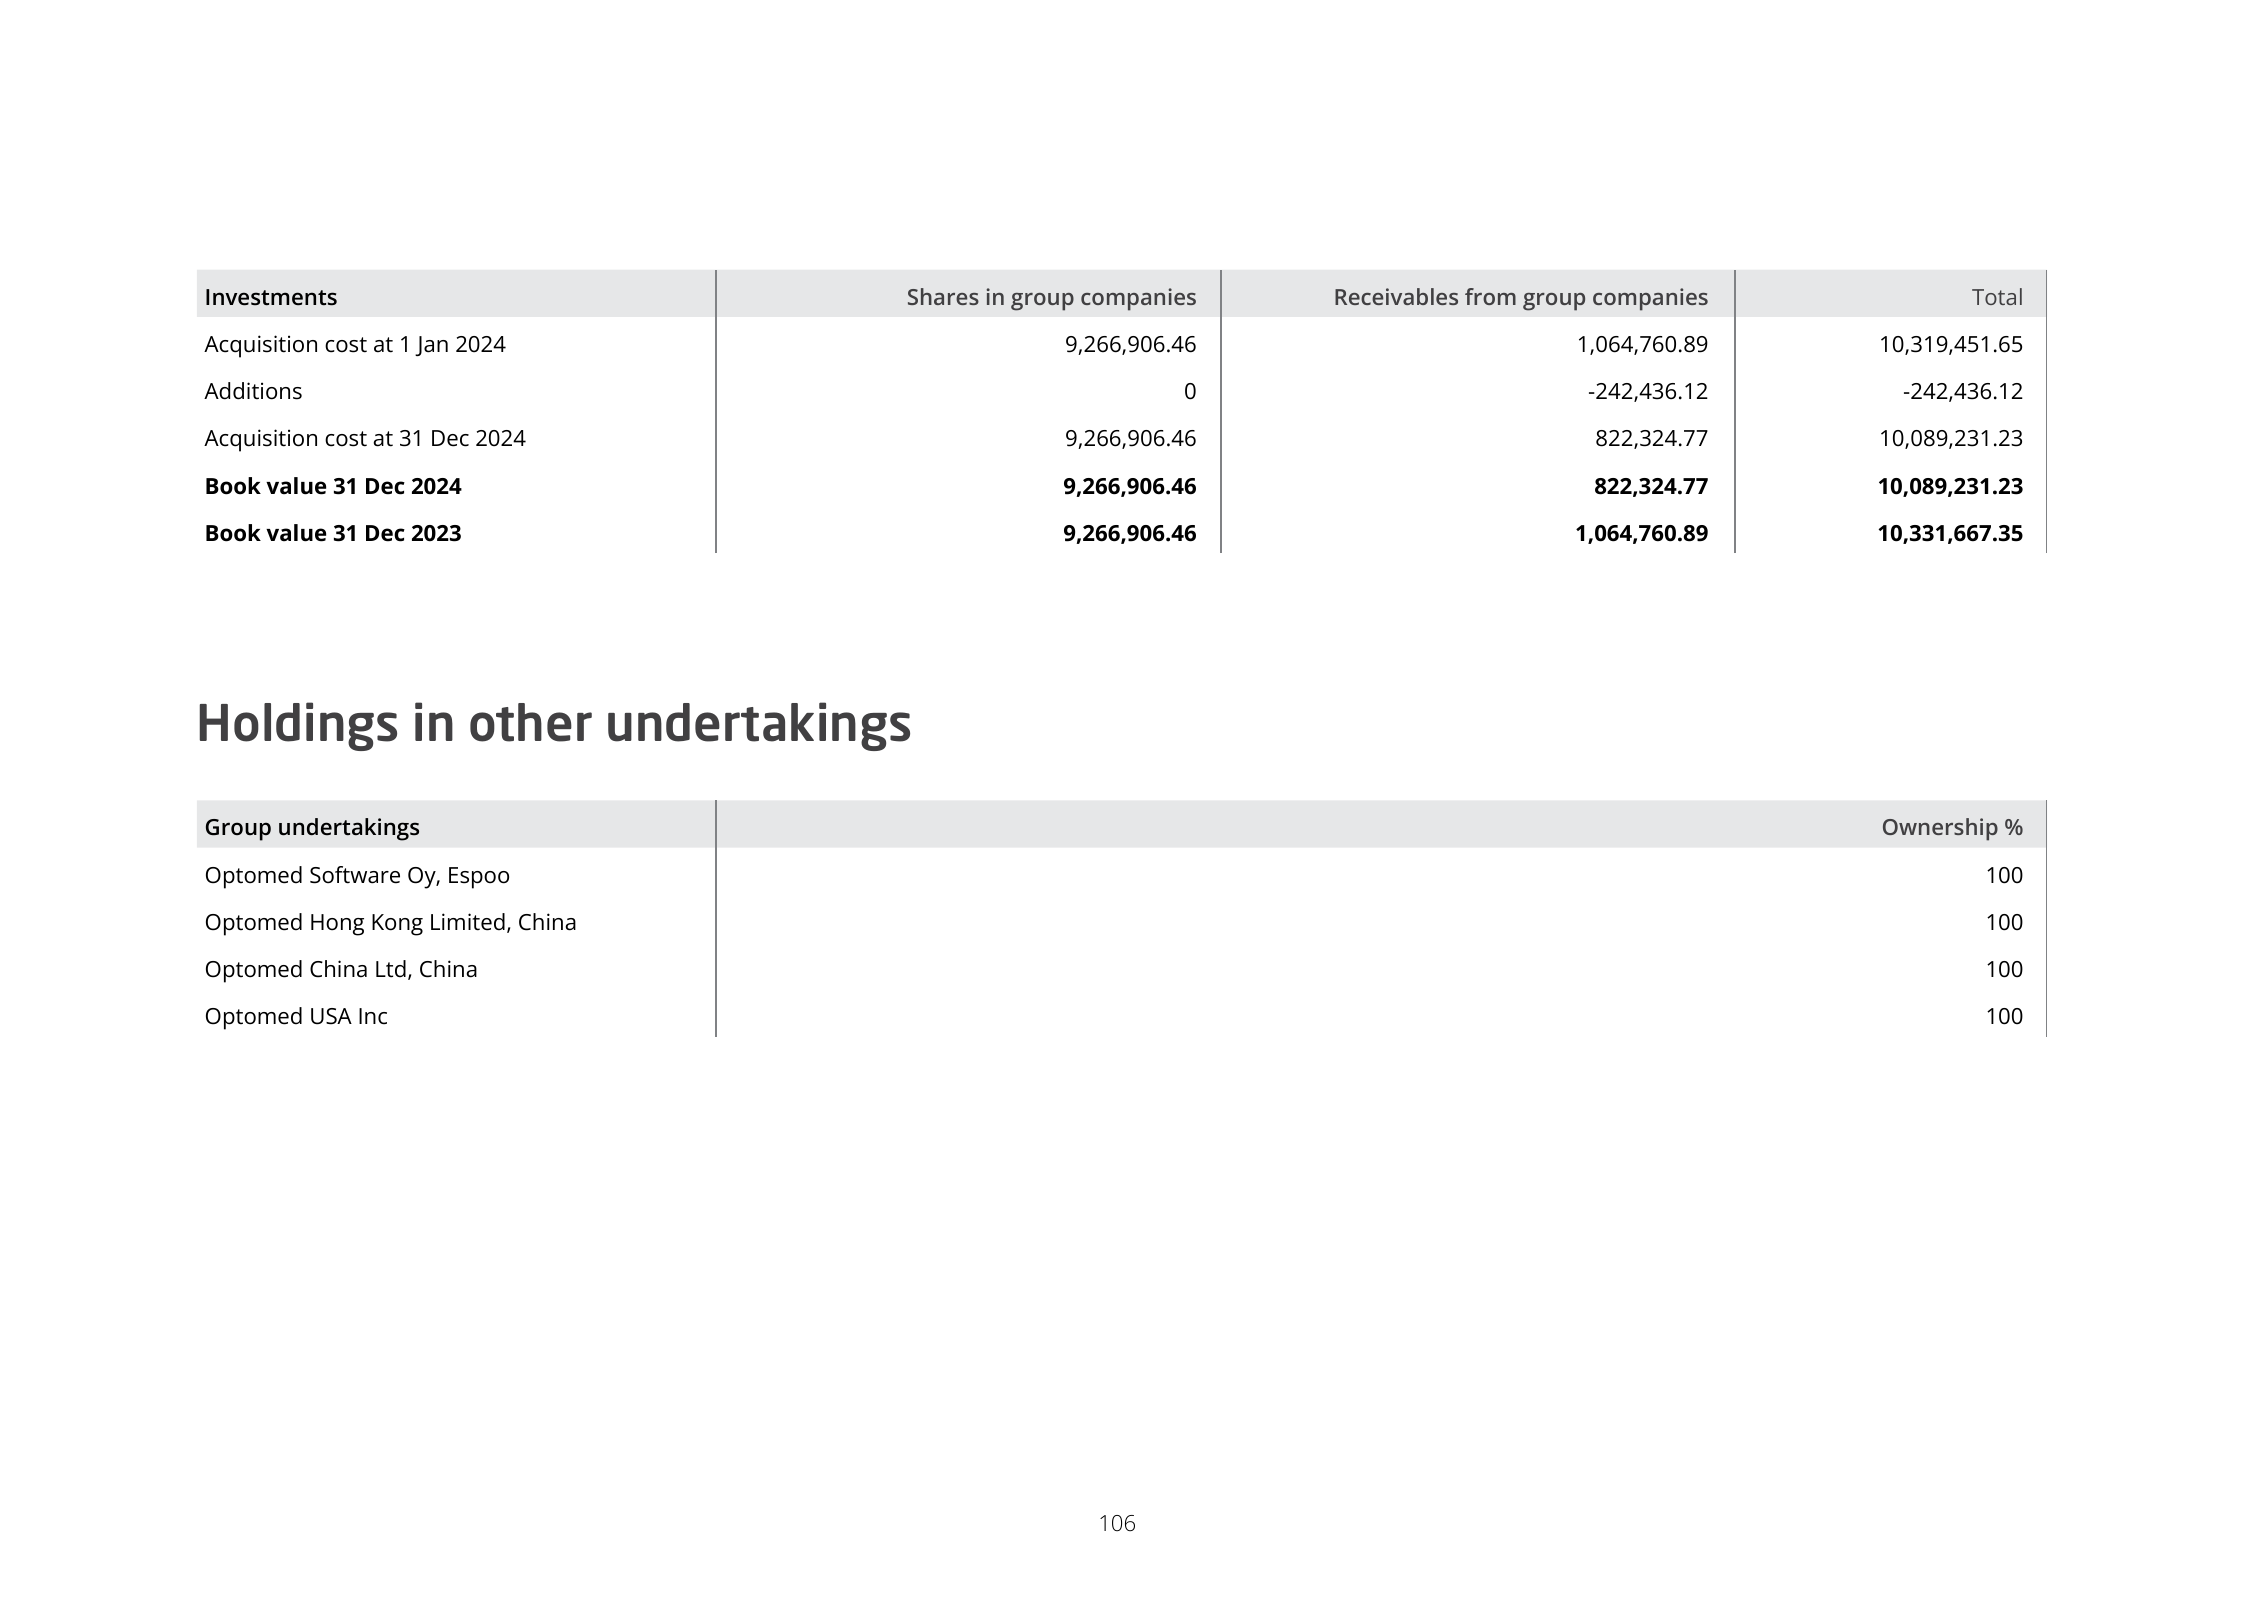 Investments Shares in group companies Receivables from group companies Total
Acquisition cost at 1 Jan 2024 9,266,906.46 1,064,760.89 10,319,451.65
Additions 0 -242,436.12 -242,436.12
Acquisition cost at 31 Dec 2024 9,266,906.46 822,324.77 10,089,231.23
Book value 31 Dec 2024 9,266,906.46 822,324.77 10,089,231.23
Book value 31 Dec 2023 9,266,906.46 1,064,760.89 10,331,667.35
Holdings in other undertakings
Group undertakings Ownership %
Optomed Software Oy, Espoo 100
Optomed Hong Kong Limited, China 100
Optomed China Ltd, China 100
Optomed USA Inc 100
106